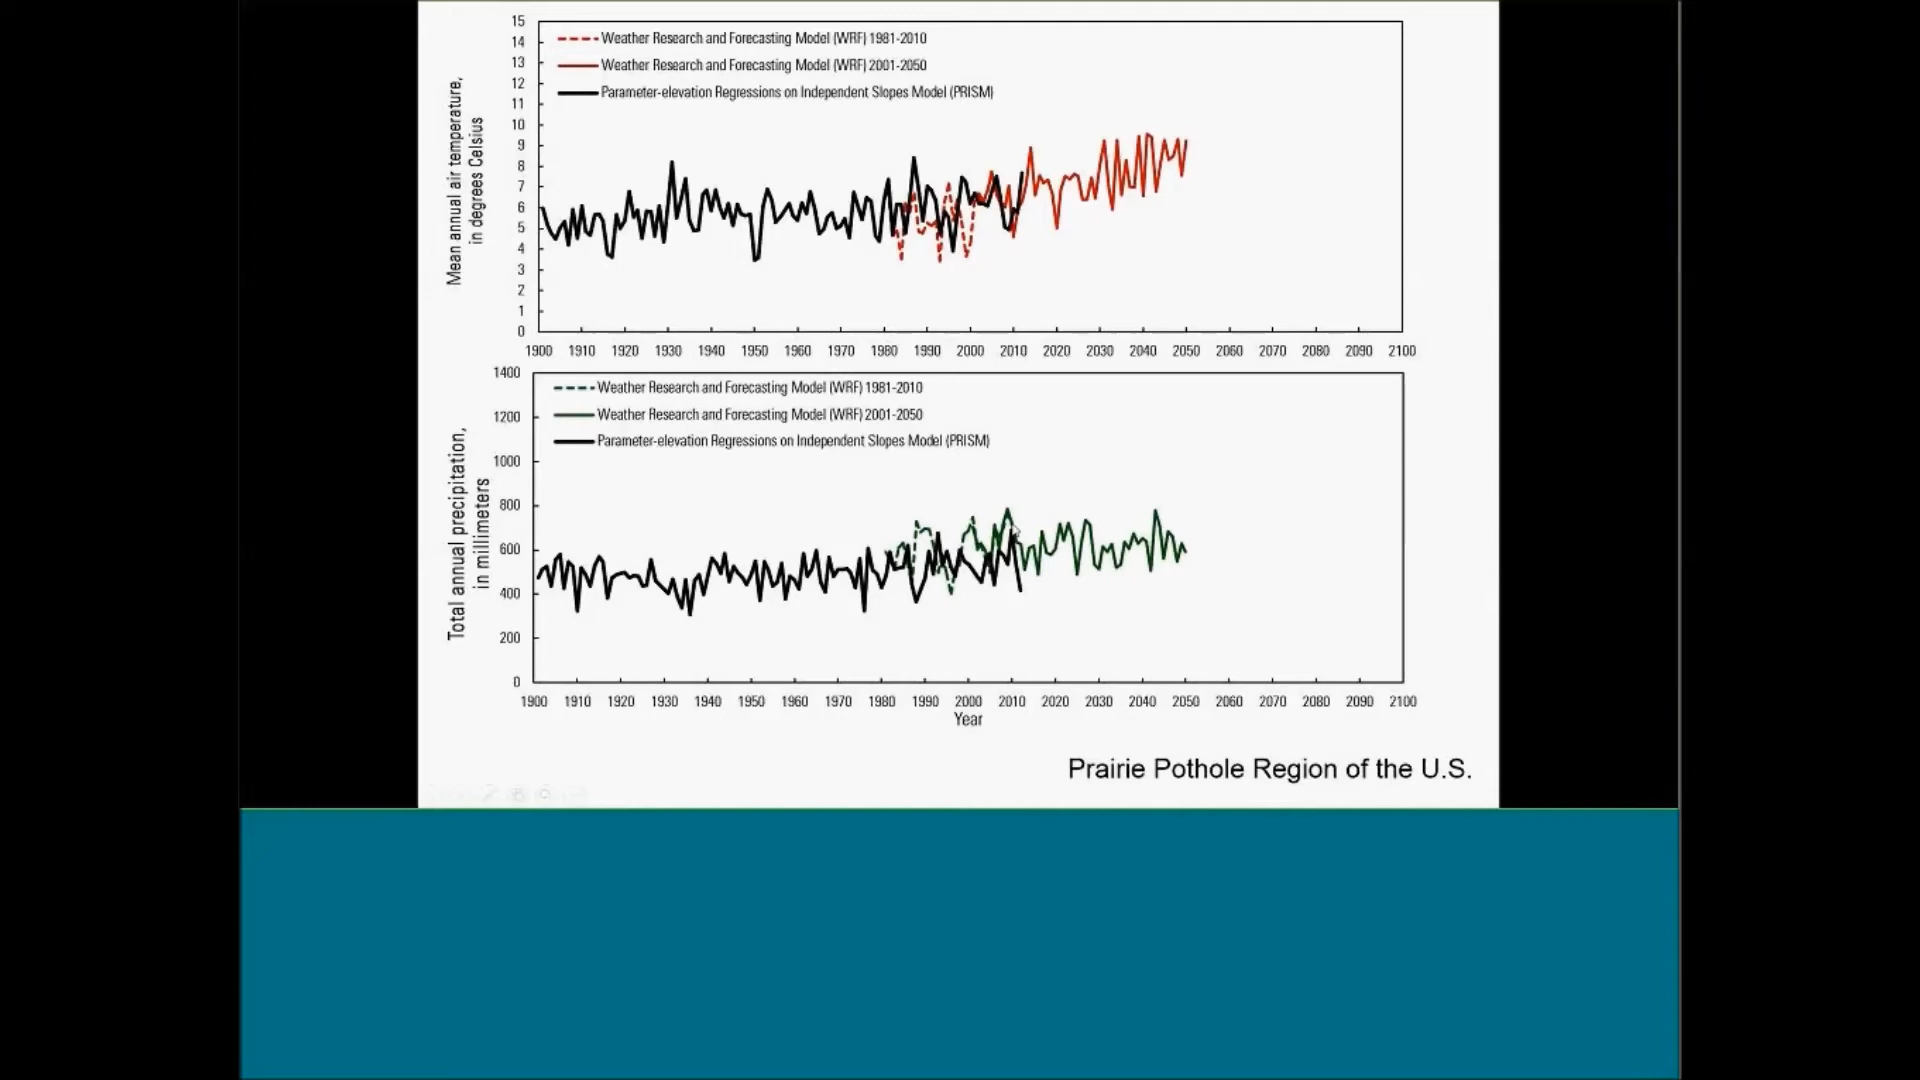 15
14
13
12
11
10
9
8
7
6
5
4
3
2
1
0
Mean annual air temperature,
in degrees Celsius
Weather Research and Forecasting Model (WRF) 1981-2010
Weather Research and Forecasting Model (WRF) 2001-2050
Parameter-elevation Regressions on Independent Slopes Model (PRISM)
1900 1910 1920 1930 1940 1950 1960 1970 1980 1990 2000 2010 2020 2030 2040 2050 2060 2070 2080 2090 2100
1400
1200
1000
800
600
400
200
0
Total annual precipitation,
in millimeters
Weather Research and Forecasting Model (WRF) 1981-2010
Weather Research and Forecasting Model (WRF) 2001-2050
Parameter-elevation Regressions on Independent Slopes Model (PRISM)
1900 1910 1920 1930 1940 1950 1960 1970 1980 1990 2000 2010 2020 2030 2040 2050 2060 2070 2080 2090 2100
Year
Prairie Pothole Region of the U.S.